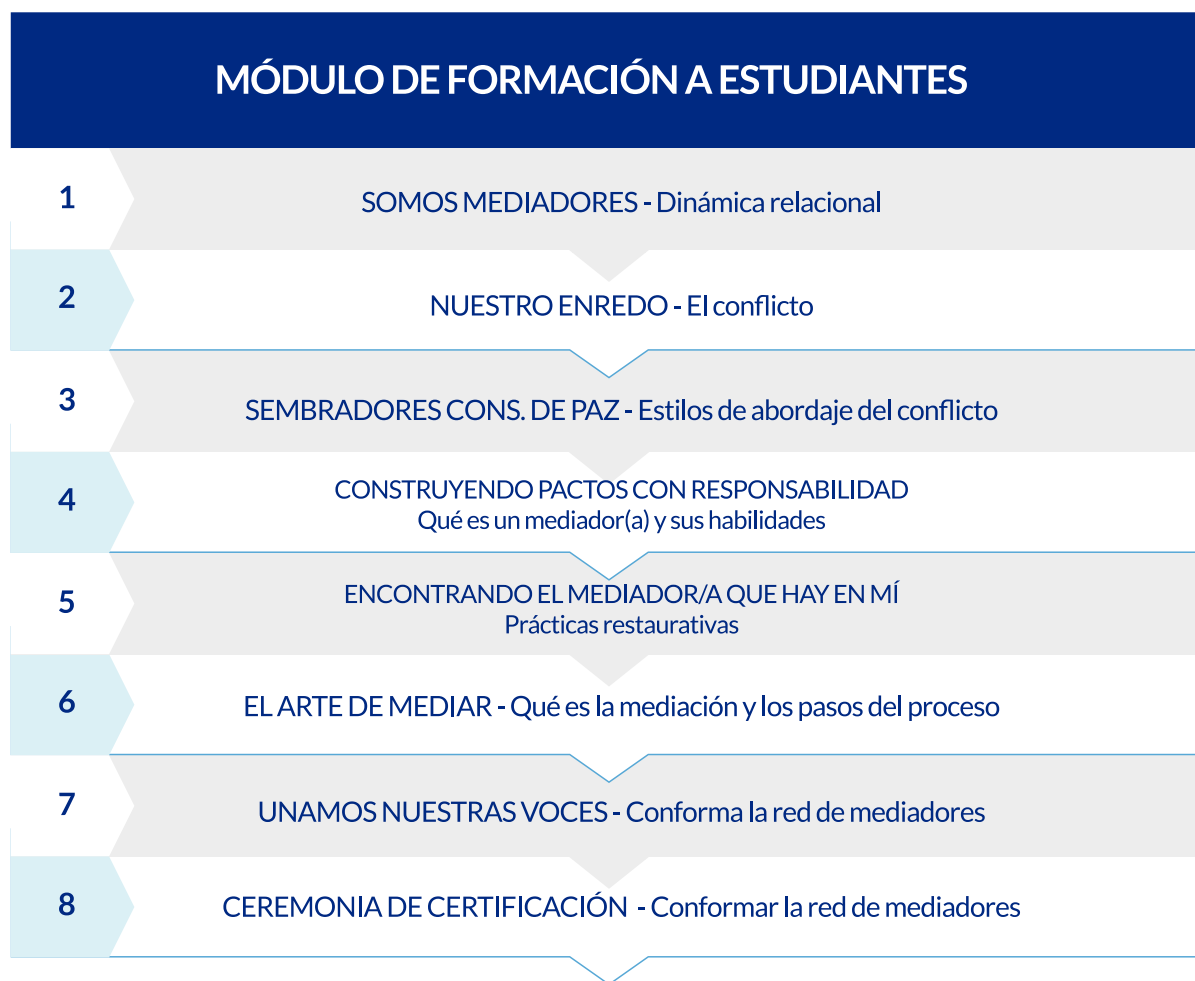 MÓDULO DE FORMACIÓN A ESTUDIANTES
1
SOMOS MEDIADORES - Dinámica relacional
2
NUESTRO ENREDO - El conflicto
3
SEMBRADORES CONS. DE PAZ - Estilos de abordaje del conflicto
4
CONSTRUYENDO PACTOS CON RESPONSABILIDAD
Qué es un mediador(a) y sus habilidades
5
ENCONTRANDO EL MEDIADOR/A QUE HAY EN MÍ
Prácticas restaurativas
6
EL ARTE DE MEDIAR - Qué es la mediación y los pasos del proceso
7
UNAMOS NUESTRAS VOCES - Conforma la red de mediadores
8
CEREMONIA DE CERTIFICACIÓN - Conformar la red de mediadores